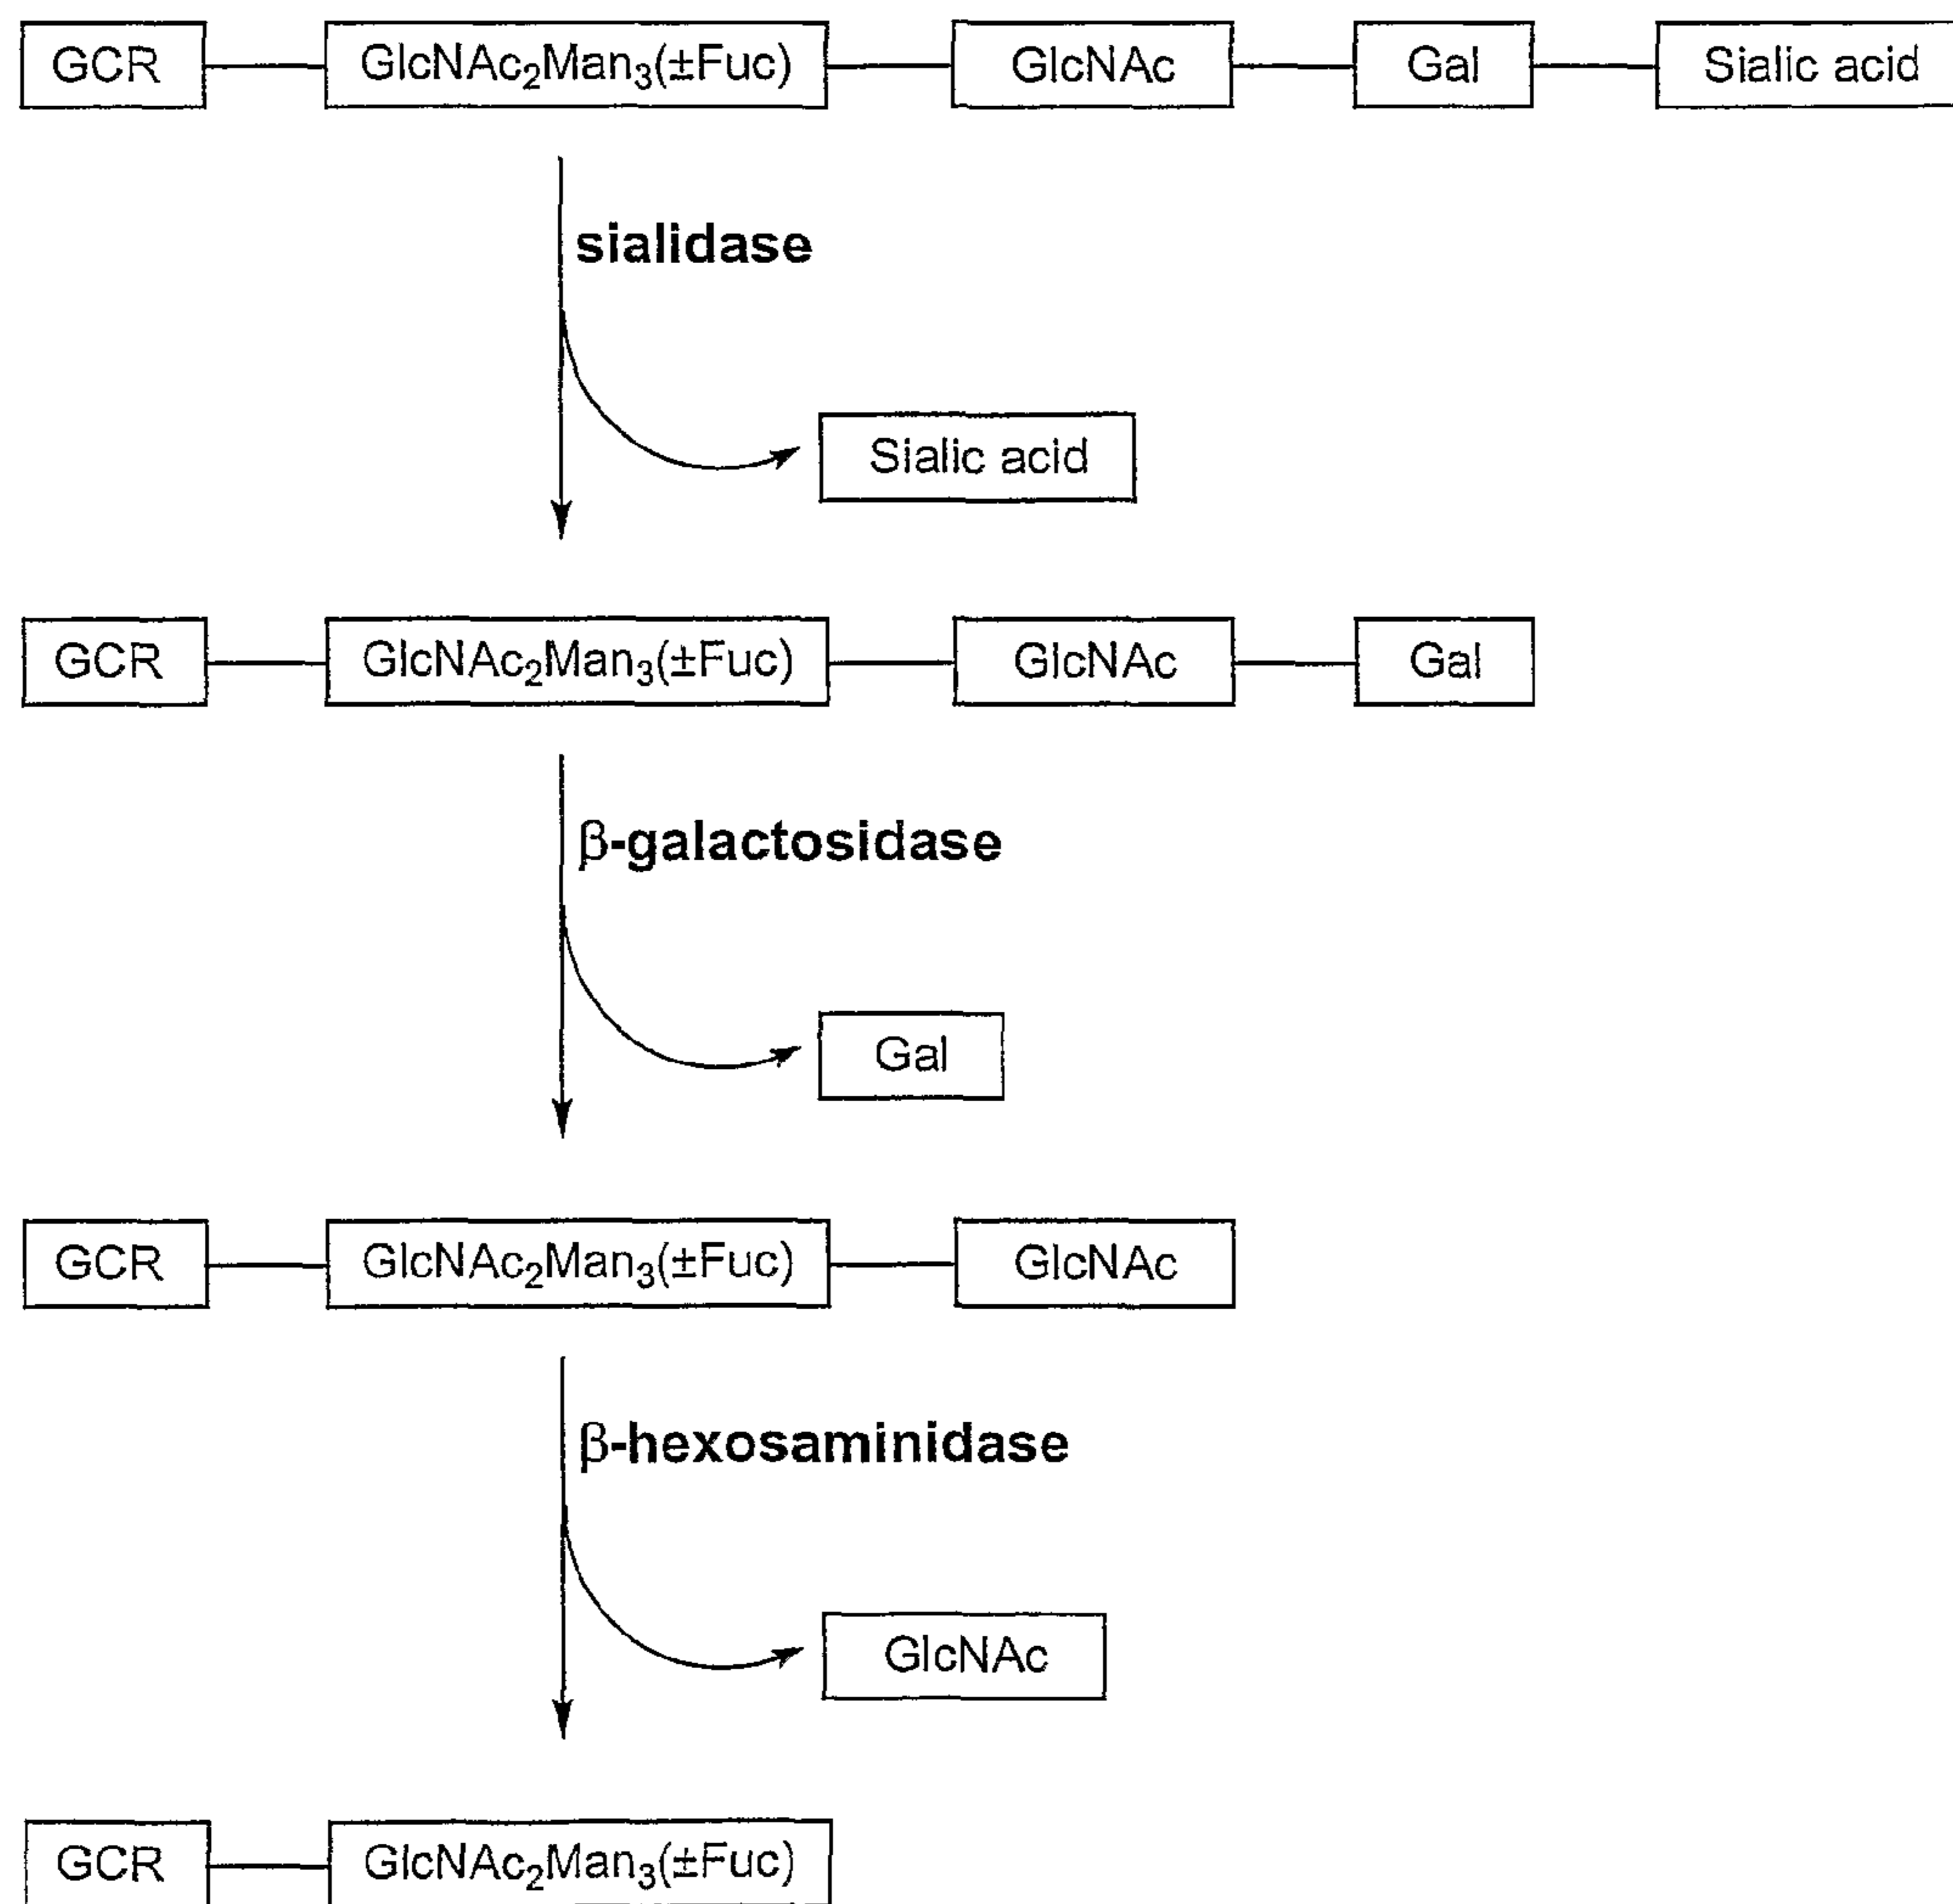 GCR GlcNAc₂Man₃(±Fuc) GlcNAc Gal Sialic acid
sialidase
Sialic acid
GCR GlcNAc₂Man₃(±Fuc) GlcNAc Gal
β-galactosidase
Gal
GCR GlcNAc₂Man₃(±Fuc) GlcNAc
β-hexosaminidase
GlcNAc
GCR GlcNAc₂Man₃(±Fuc)